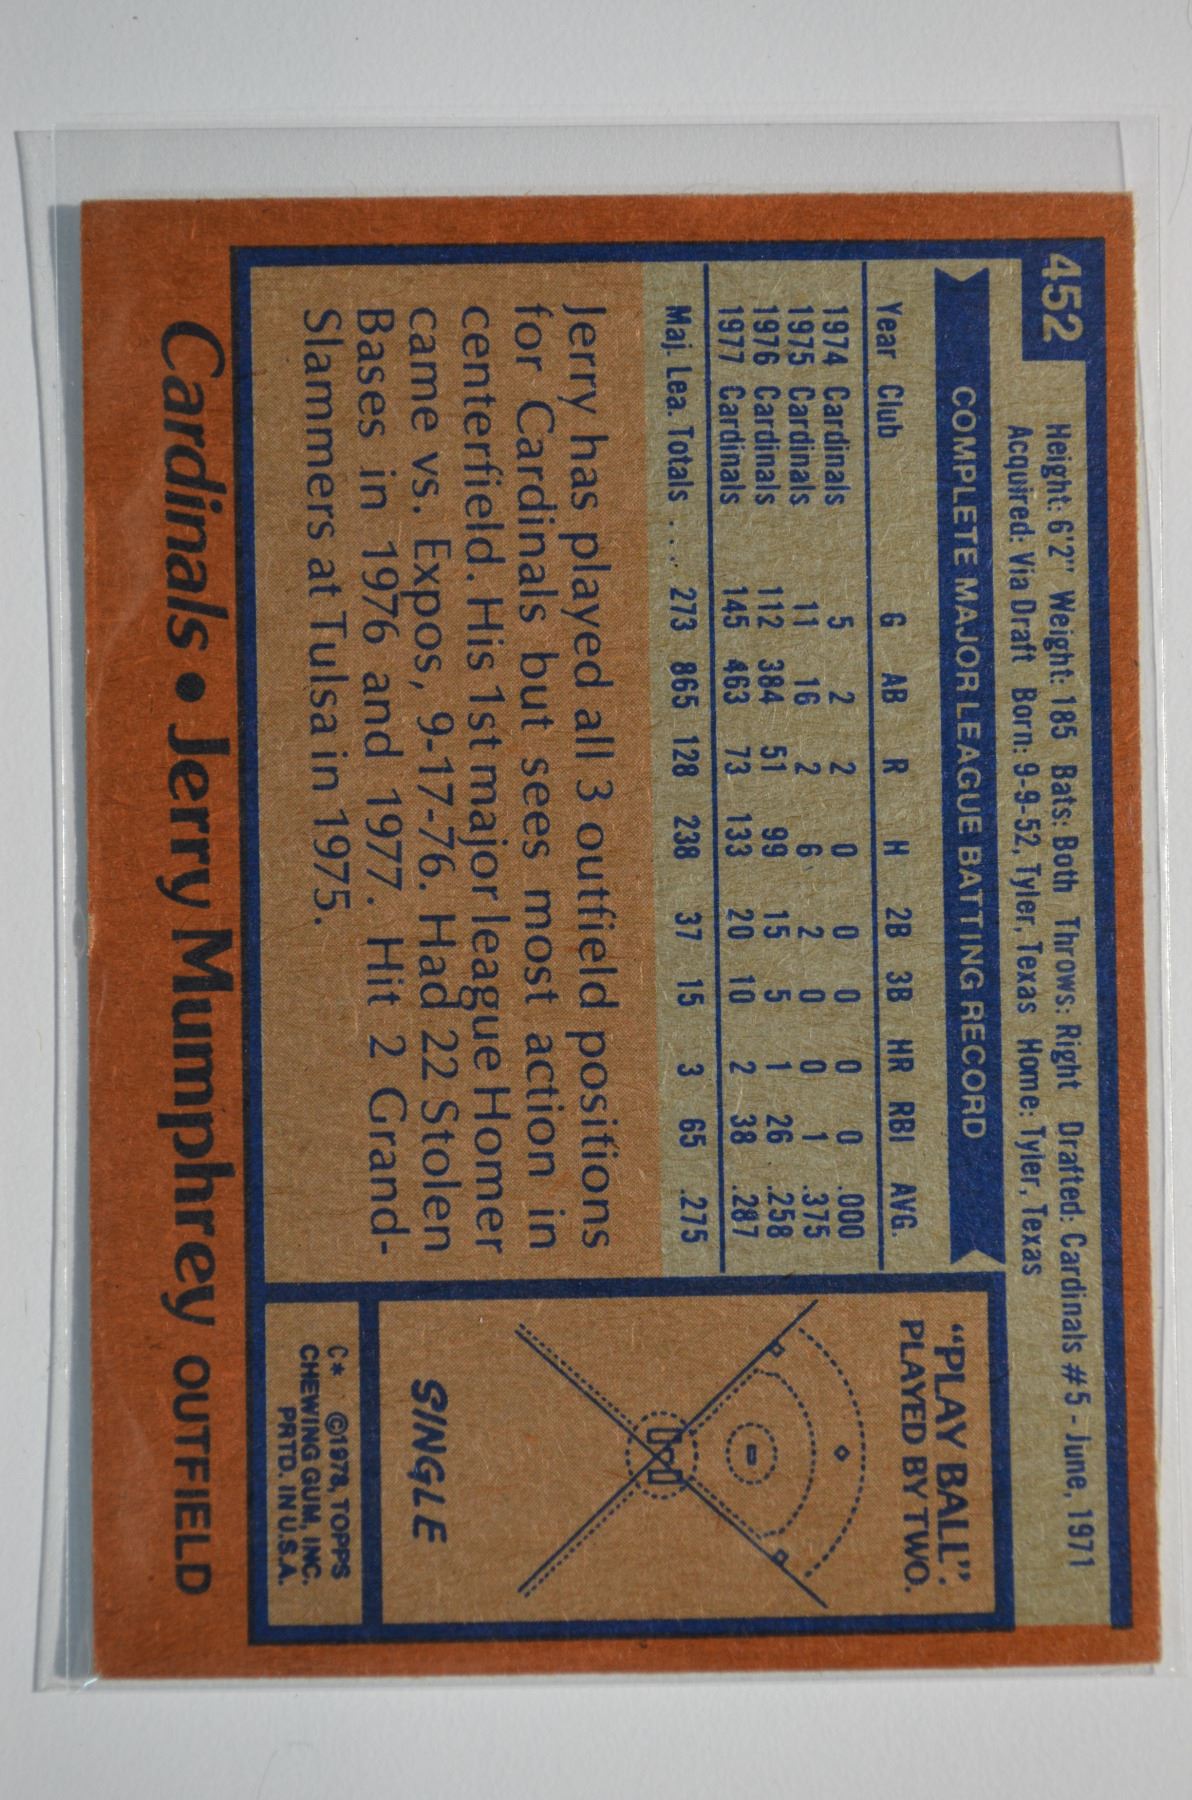 452
Height: 6'2" Weight: 185 Bats: Both Throws: Right Drafted: Cardinals #5 - June, 1971
Acquired: Via Draft Born: 9-9-52, Tyler, Texas Home: Tyler, Texas
COMPLETE MAJOR LEAGUE BATTING RECORD
Year Club G AB R H 2B 3B HR RBI AVG.
1974 Cardinals 5 2 2 0 0 0 0 0 .000
1975 Cardinals 11 16 2 6 2 0 0 1 .375
1976 Cardinals 112 384 51 99 15 5 1 26 .258
1977 Cardinals 145 463 73 133 20 10 2 38 .287
Maj. Lea. Totals . . . 273 865 128 238 37 15 3 65 .275
Jerry has played all 3 outfield positions
for Cardinals but sees most action in
centerfield. His 1st major league Homer
came vs. Expos, 9-17-76. Had 22 Stolen
Bases in 1976 and 1977. Hit 2 Grand-
Slammers at Tulsa in 1975.
"PLAY BALL":
PLAYED BY TWO.
SINGLE
C* ©1978, TOPPS
CHEWING GUM, INC.
PRTD. IN U.S.A.
Cardinals • Jerry Mumphrey OUTFIELD